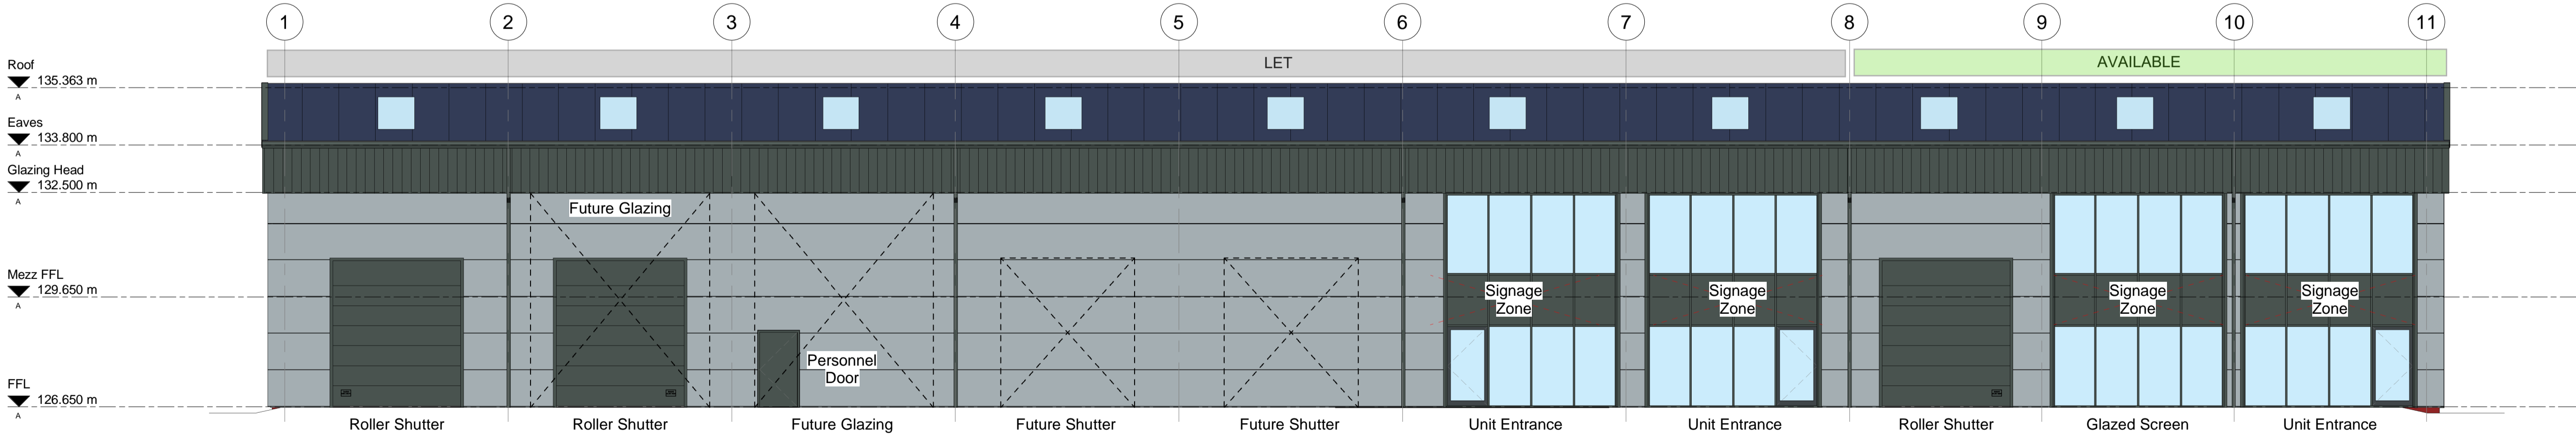 1 2 3 4 5 6 7 8 9 10 11
LET AVAILABLE
Roof
135.363 m
A
Eaves
133.800 m
A
Glazing Head
132.500 m
A
Future Glazing
Mezz FFL
129.650 m
A
Signage
Zone
Signage
Zone
Signage
Zone
Signage
Zone
Personnel
Door
FFL
126.650 m
A
Roller Shutter Roller Shutter Future Glazing Future Shutter Future Shutter Unit Entrance Unit Entrance Roller Shutter Glazed Screen Unit Entrance